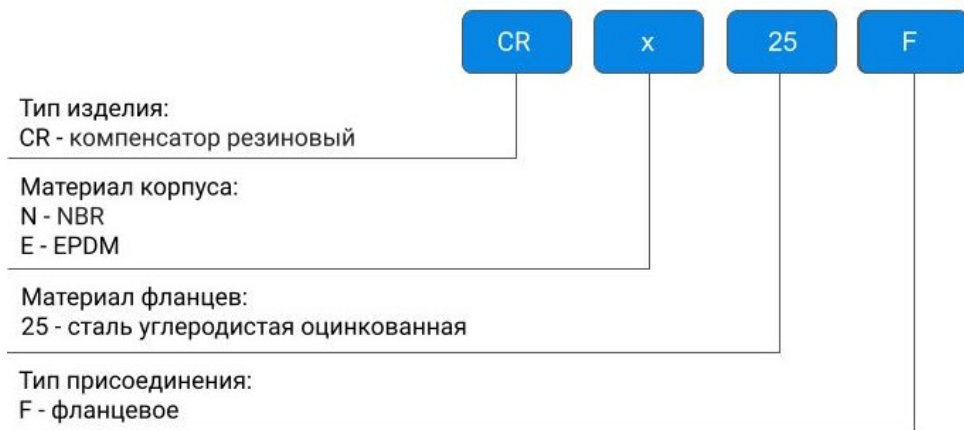 CR x 25 F
Тип изделия:
CR - компенсатор резиновый
Материал корпуса:
N - NBR
E - EPDM
Материал фланцев:
25 - сталь углеродистая оцинкованная
Тип присоединения:
F - фланцевое